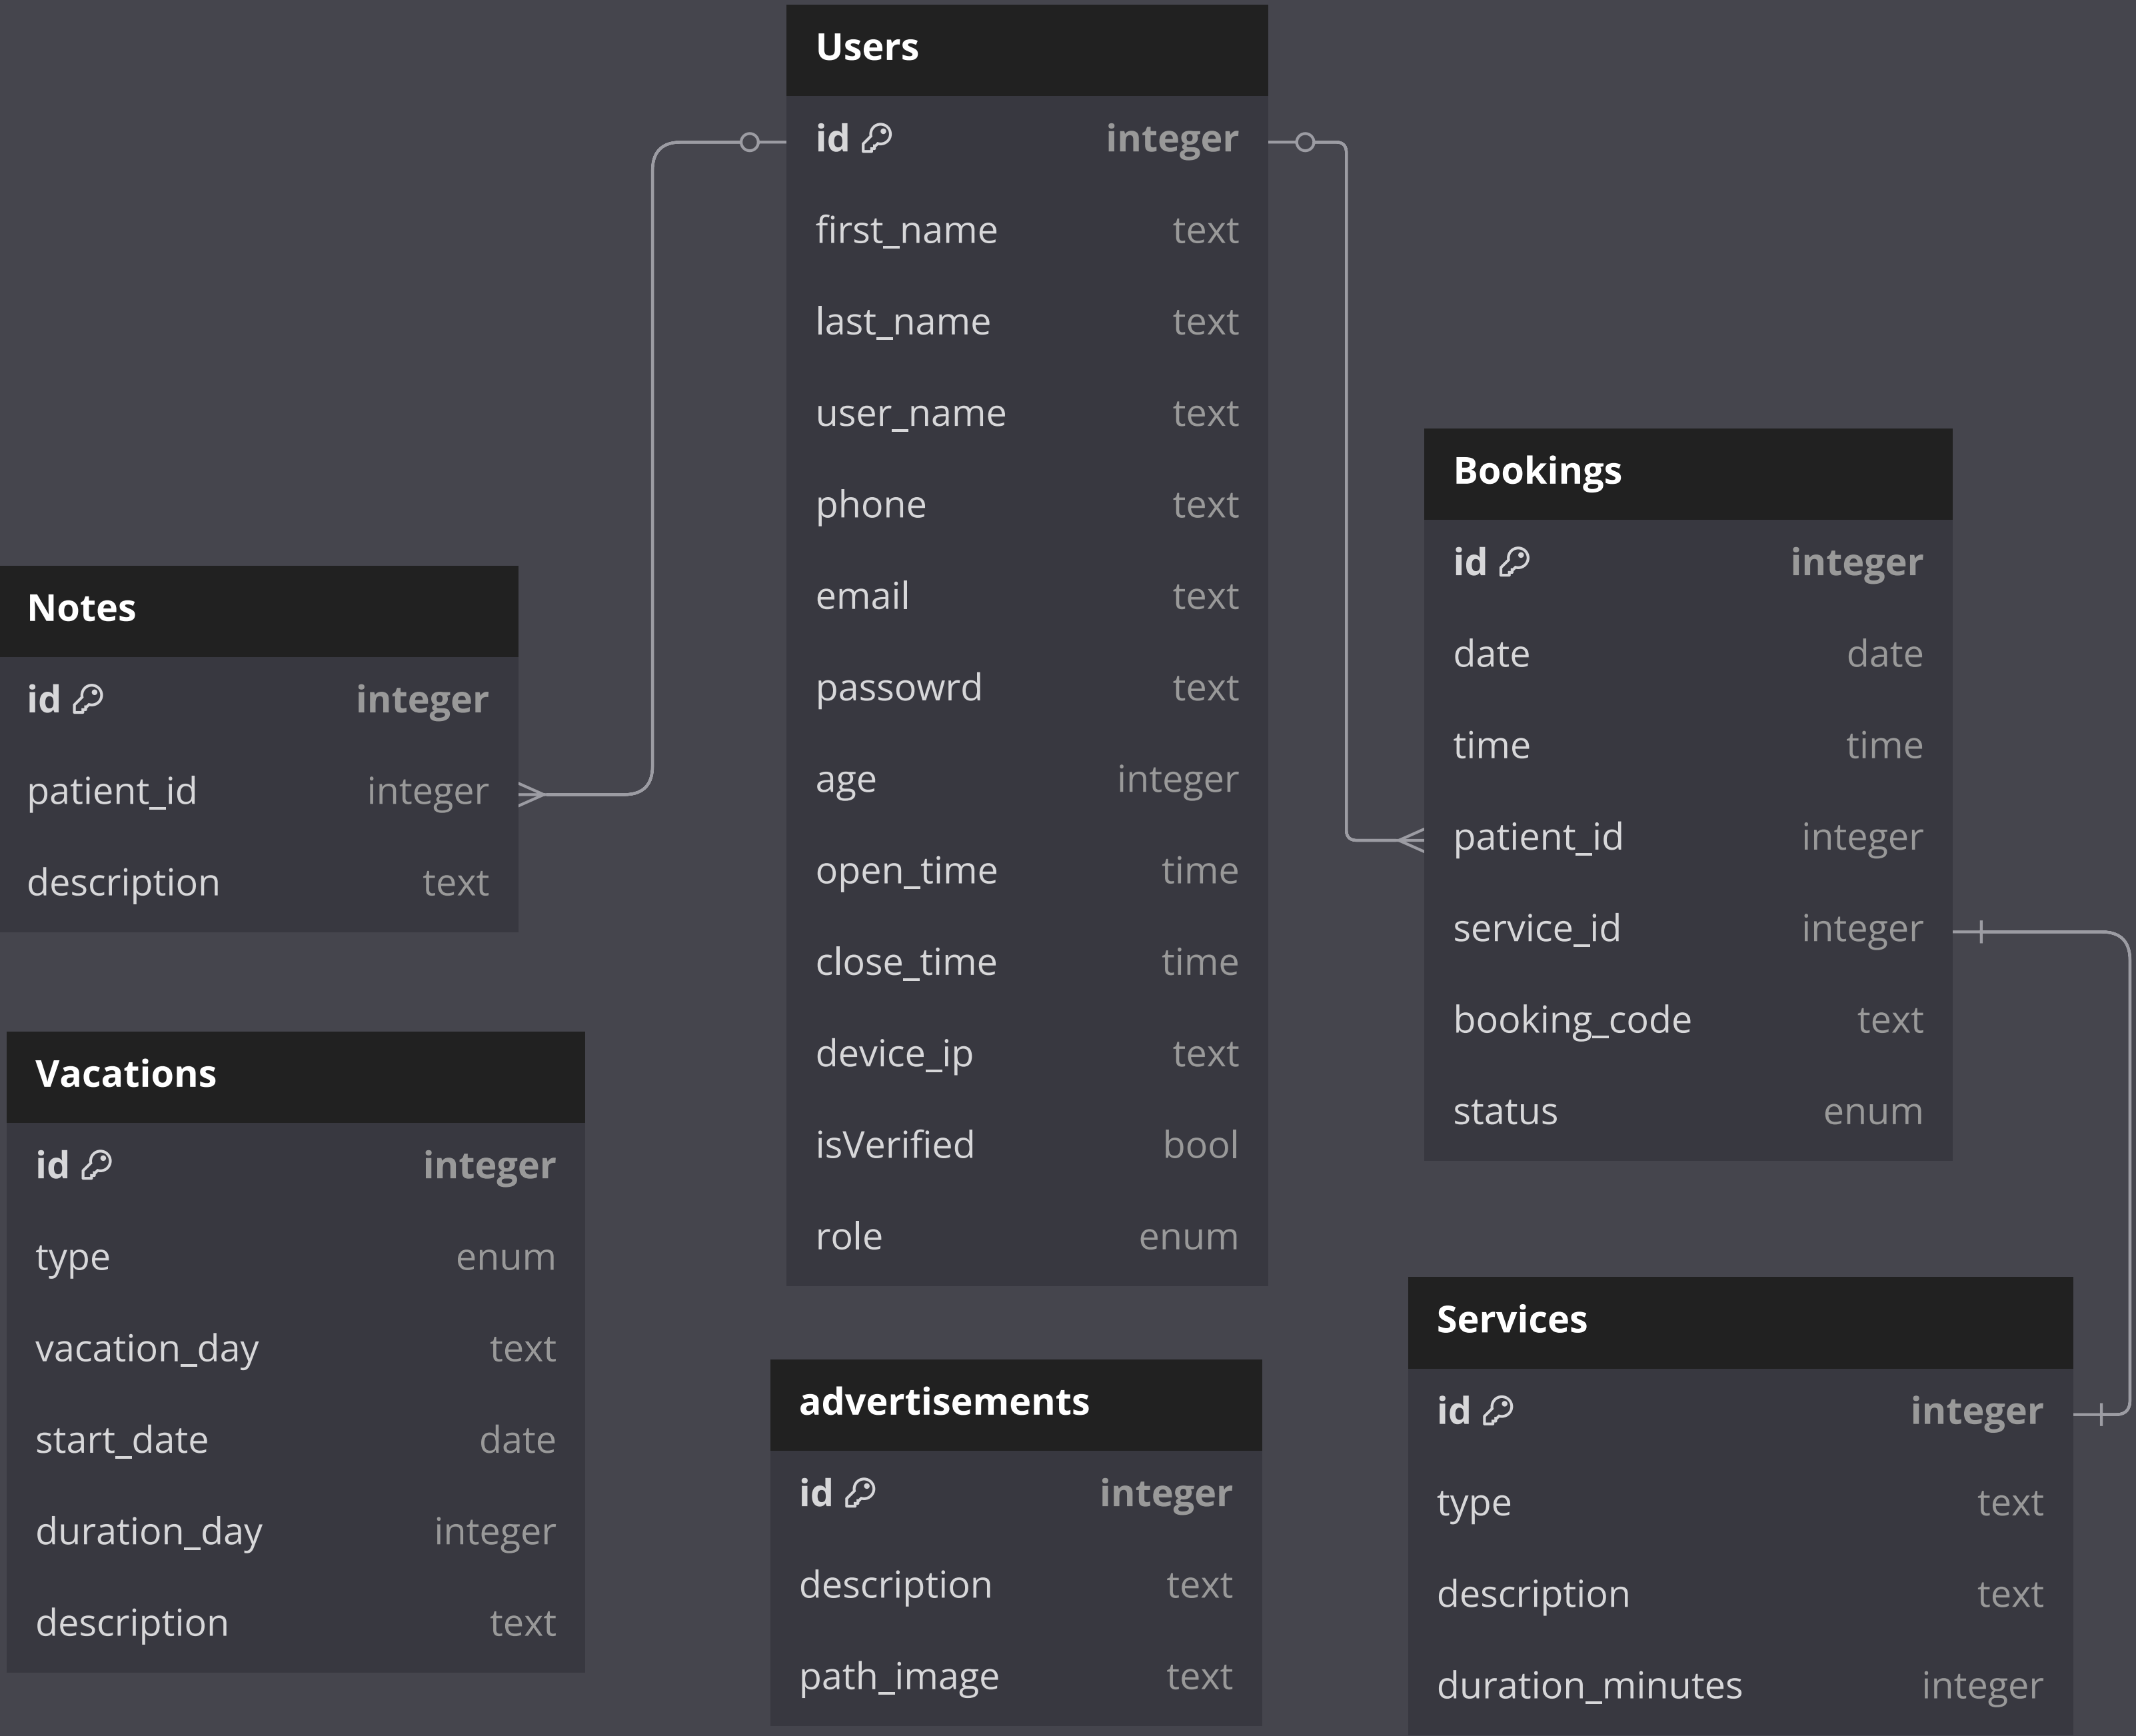 Users
id integer
first_name text
last_name text
user_name text
phone text
email text
passowrd text
age integer
open_time time
close_time time
device_ip text
isVerified bool
role enum
Notes
id integer
patient_id integer
description text
Bookings
id integer
date date
time time
patient_id integer
service_id integer
booking_code text
status enum
Vacations
id integer
type enum
vacation_day text
start_date date
duration_day integer
description text
advertisements
id integer
description text
path_image text
Services
id integer
type text
description text
duration_minutes integer